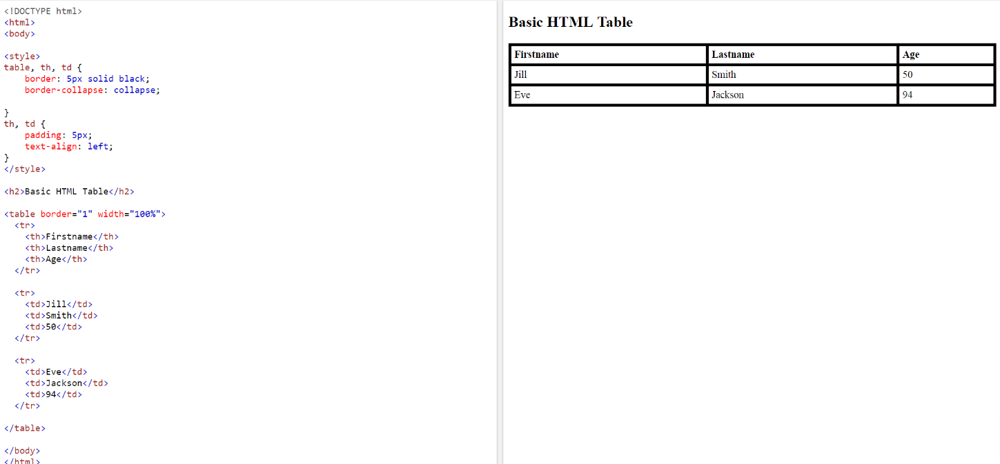 <!DOCTYPE html>
<html>
<body>

<style>
table, th, td {
    border: 5px solid black;
    border-collapse: collapse;

}
th, td {
    padding: 5px;
    text-align: left;
}
</style>

<h2>Basic HTML Table</h2>

<table border="1" width="100%">
  <tr>
    <th>Firstname</th>
    <th>Lastname</th>
    <th>Age</th>
  </tr>

  <tr>
    <td>Jill</td>
    <td>Smith</td>
    <td>50</td>
  </tr>

  <tr>
    <td>Eve</td>
    <td>Jackson</td>
    <td>94</td>
  </tr>

</table>

</body>
</html>
Basic HTML Table
Firstname Lastname Age
Jill Smith 50
Eve Jackson 94